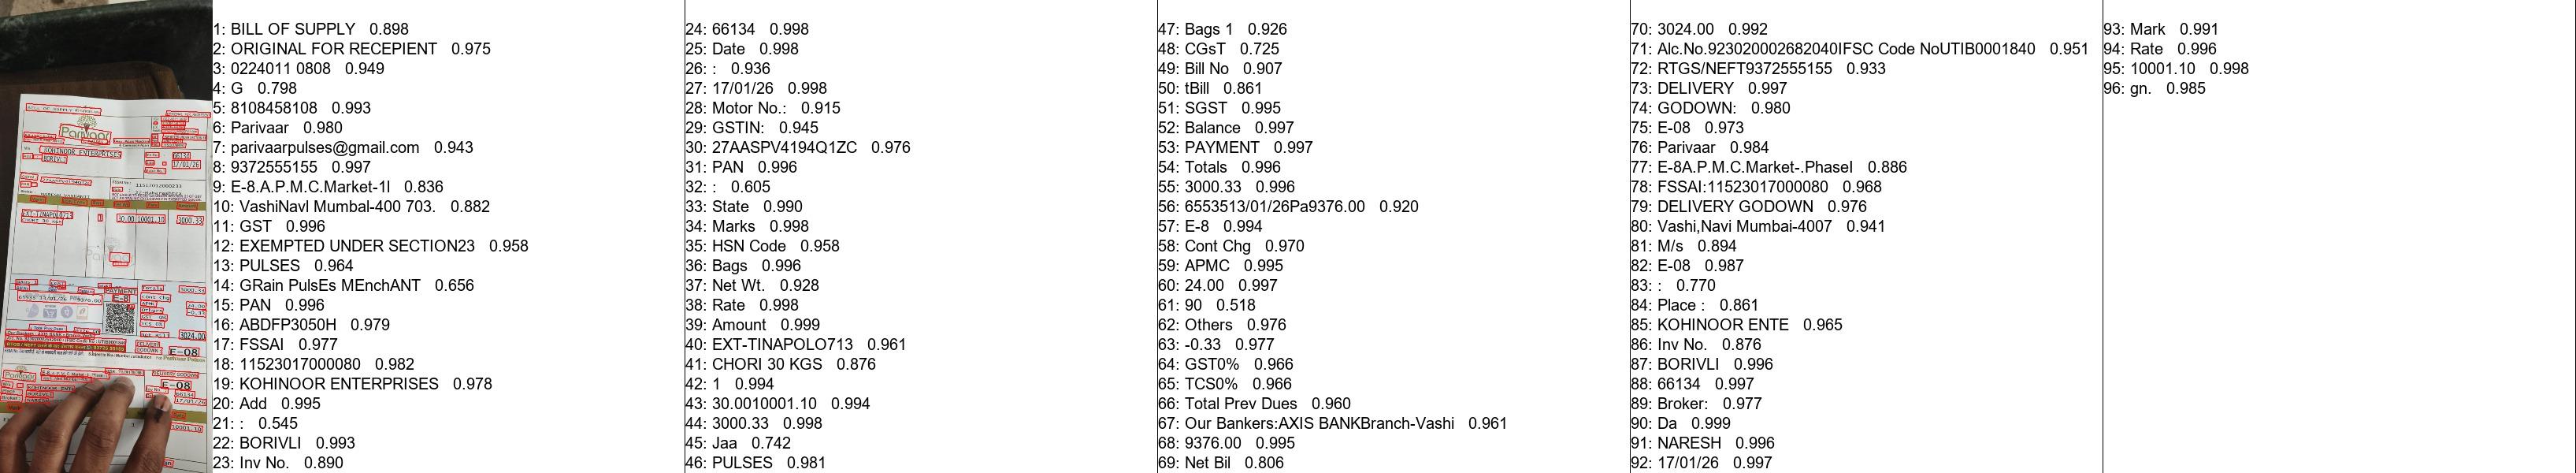 1: BILL OF SUPPLY 0.898
2: ORIGINAL FOR RECEPIENT 0.975
3: 0224011 0808 0.949
4: G 0.798
5: 8108458108 0.993
6: Parivaar 0.980
7: parivaarpulses@gmail.com 0.943
8: 9372555155 0.997
9: E-8.A.P.M.C.Market-1l 0.836
10: VashiNavl Mumbal-400 703. 0.882
11: GST 0.996
12: EXEMPTED UNDER SECTION23 0.958
13: PULSES 0.964
14: GRain PulsEs MEnchANT 0.656
15: PAN 0.996
16: ABDFP3050H 0.979
17: FSSAI 0.977
18: 11523017000080 0.982
19: KOHINOOR ENTERPRISES 0.978
20: Add 0.995
21: : 0.545
22: BORIVLI 0.993
23: Inv No. 0.890
24: 66134 0.998
25: Date 0.998
26: : 0.936
27: 17/01/26 0.998
28: Motor No.: 0.915
29: GSTIN: 0.945
30: 27AASPV4194Q1ZC 0.976
31: PAN 0.996
32: : 0.605
33: State 0.990
34: Marks 0.998
35: HSN Code 0.958
36: Bags 0.996
37: Net Wt. 0.928
38: Rate 0.998
39: Amount 0.999
40: EXT-TINAPOLO713 0.961
41: CHORI 30 KGS 0.876
42: 1 0.994
43: 30.0010001.10 0.994
44: 3000.33 0.998
45: Jaa 0.742
46: PULSES 0.981
47: Bags 1 0.926
48: CGsT 0.725
49: Bill No 0.907
50: tBill 0.861
51: SGST 0.995
52: Balance 0.997
53: PAYMENT 0.997
54: Totals 0.996
55: 3000.33 0.996
56: 6553513/01/26Pa9376.00 0.920
57: E-8 0.994
58: Cont Chg 0.970
59: APMC 0.995
60: 24.00 0.997
61: 90 0.518
62: Others 0.976
63: -0.33 0.977
64: GST0% 0.966
65: TCS0% 0.966
66: Total Prev Dues 0.960
67: Our Bankers:AXIS BANKBranch-Vashi 0.961
68: 9376.00 0.995
69: Net Bil 0.806
70: 3024.00 0.992
71: Alc.No.923020002682040IFSC Code NoUTIB0001840 0.951
72: RTGS/NEFT9372555155 0.933
73: DELIVERY 0.997
74: GODOWN: 0.980
75: E-08 0.973
76: Parivaar 0.984
77: E-8A.P.M.C.Market-.PhaseI 0.886
78: FSSAI:11523017000080 0.968
79: DELIVERY GODOWN 0.976
80: Vashi,Navi Mumbai-4007 0.941
81: M/s 0.894
82: E-08 0.987
83: : 0.770
84: Place : 0.861
85: KOHINOOR ENTE 0.965
86: Inv No. 0.876
87: BORIVLI 0.996
88: 66134 0.997
89: Broker: 0.977
90: Da 0.999
91: NARESH 0.996
92: 17/01/26 0.997
93: Mark 0.991
94: Rate 0.996
95: 10001.10 0.998
96: gn. 0.985